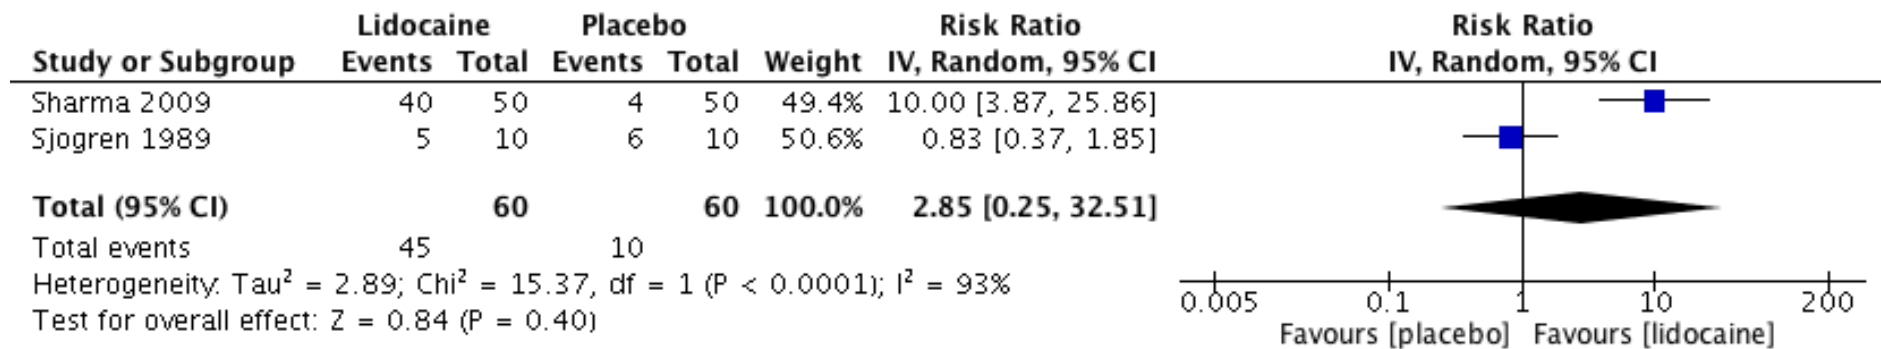 Lidocaine Placebo Risk Ratio Risk Ratio
Study or Subgroup Events Total Events Total Weight IV, Random, 95% CI IV, Random, 95% CI
Sharma 2009 40 50 4 50 49.4% 10.00 [3.87, 25.86]
Sjogren 1989 5 10 6 10 50.6% 0.83 [0.37, 1.85]
Total (95% CI) 60 60 100.0% 2.85 [0.25, 32.51]
Total events 45 10
Heterogeneity: Tau² = 2.89; Chi² = 15.37, df = 1 (P < 0.0001); I² = 93%
Test for overall effect: Z = 0.84 (P = 0.40)
0.005 0.1 1 10 200
Favours [placebo] Favours [lidocaine]